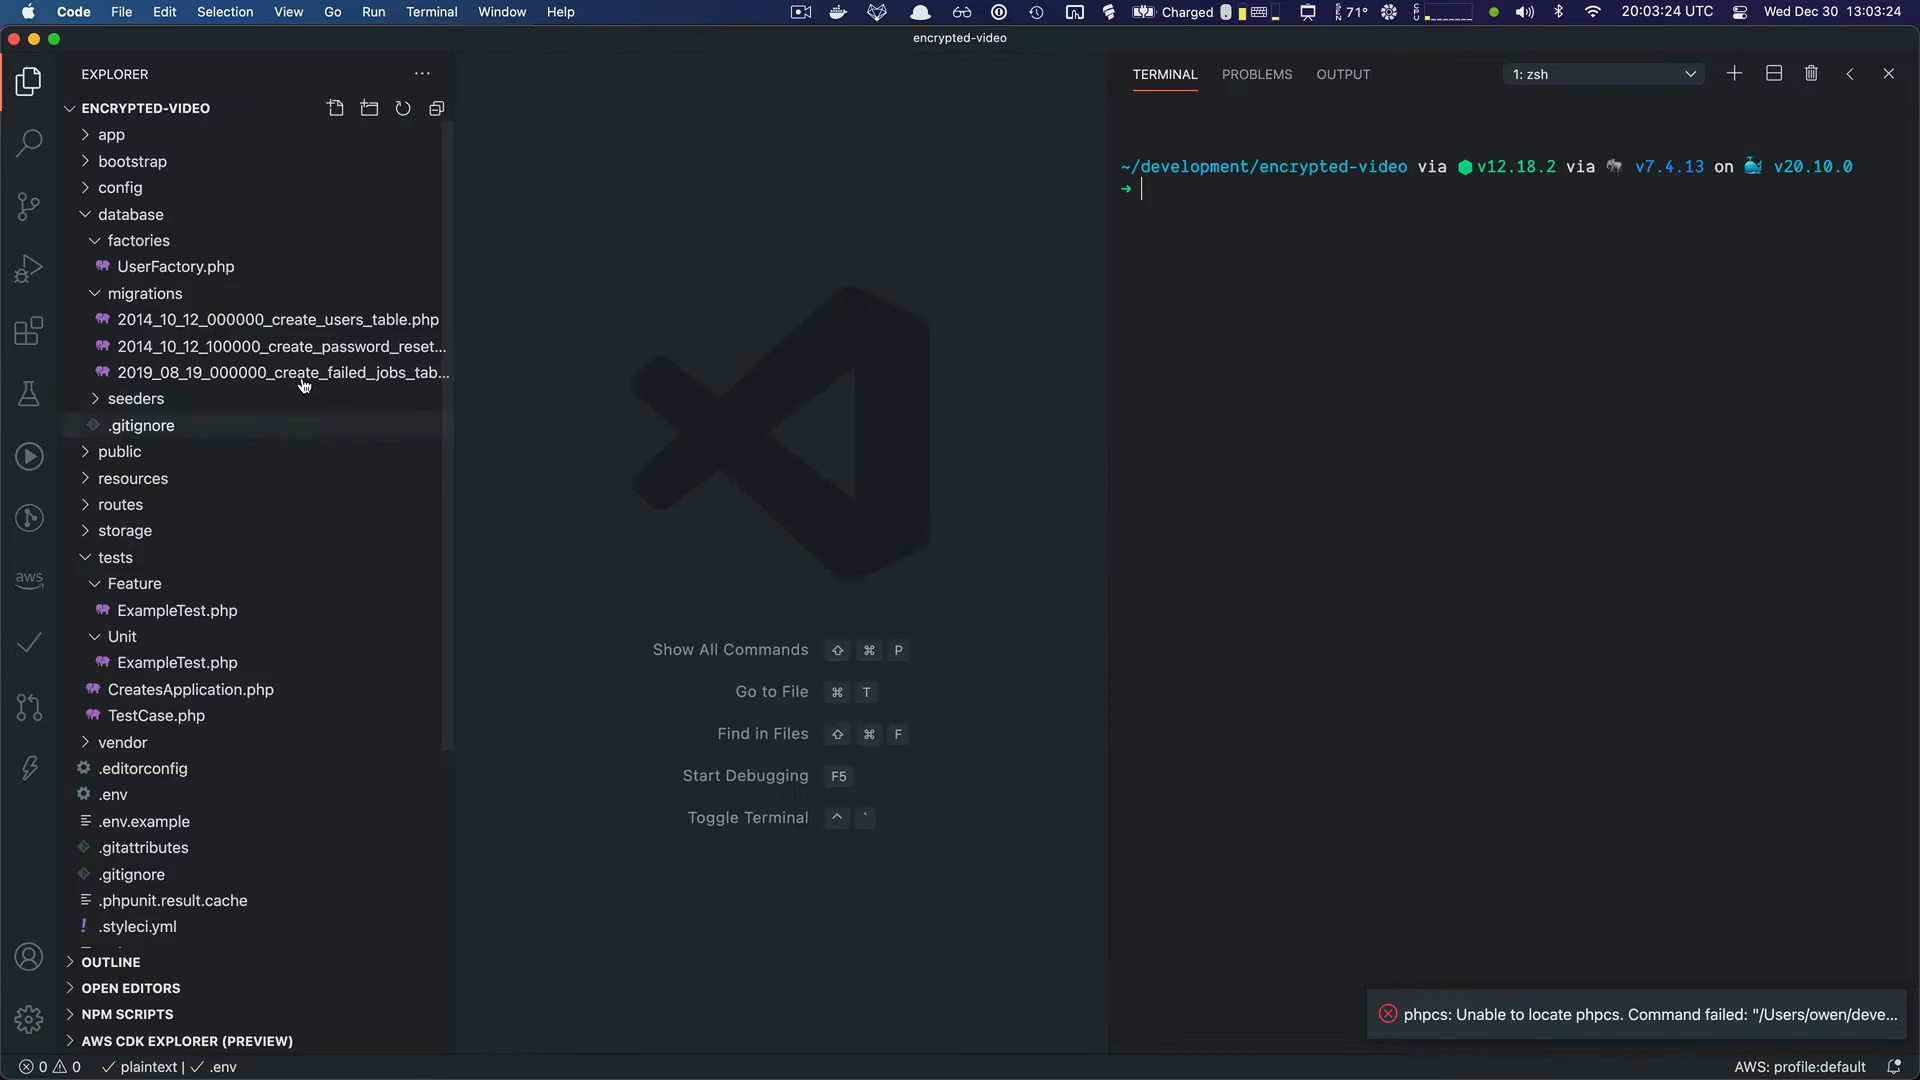 Code File Edit Selection View Go Run Terminal Window Help Charged 71° 20:03:24 UTC Wed Dec 30 13:03:24
encrypted-video
EXPLORER
ENCRYPTED-VIDEO
app
bootstrap
config
database
factories
UserFactory.php
migrations
2014_10_12_000000_create_users_table.php
2014_10_12_100000_create_password_reset...
2019_08_19_000000_create_failed_jobs_tab...
seeders
.gitignore
public
resources
routes
storage
tests
Feature
ExampleTest.php
Unit
ExampleTest.php
CreatesApplication.php
TestCase.php
vendor
.editorconfig
.env
.env.example
.gitattributes
.gitignore
.phpunit.result.cache
.styleci.yml
OUTLINE
OPEN EDITORS
NPM SCRIPTS
AWS CDK EXPLORER (PREVIEW)
aws
Show All Commands ⇧ ⌘ P
Go to File ⌘ T
Find in Files ⇧ ⌘ F
Start Debugging F5
Toggle Terminal ^ `
TERMINAL PROBLEMS OUTPUT 1: zsh
~/development/encrypted-video via v12.18.2 via v7.4.13 on v20.10.0
➜
phpcs: Unable to locate phpcs. Command failed: "/Users/owen/deve...
0 0 ✓ plaintext | ✓ .env AWS: profile:default